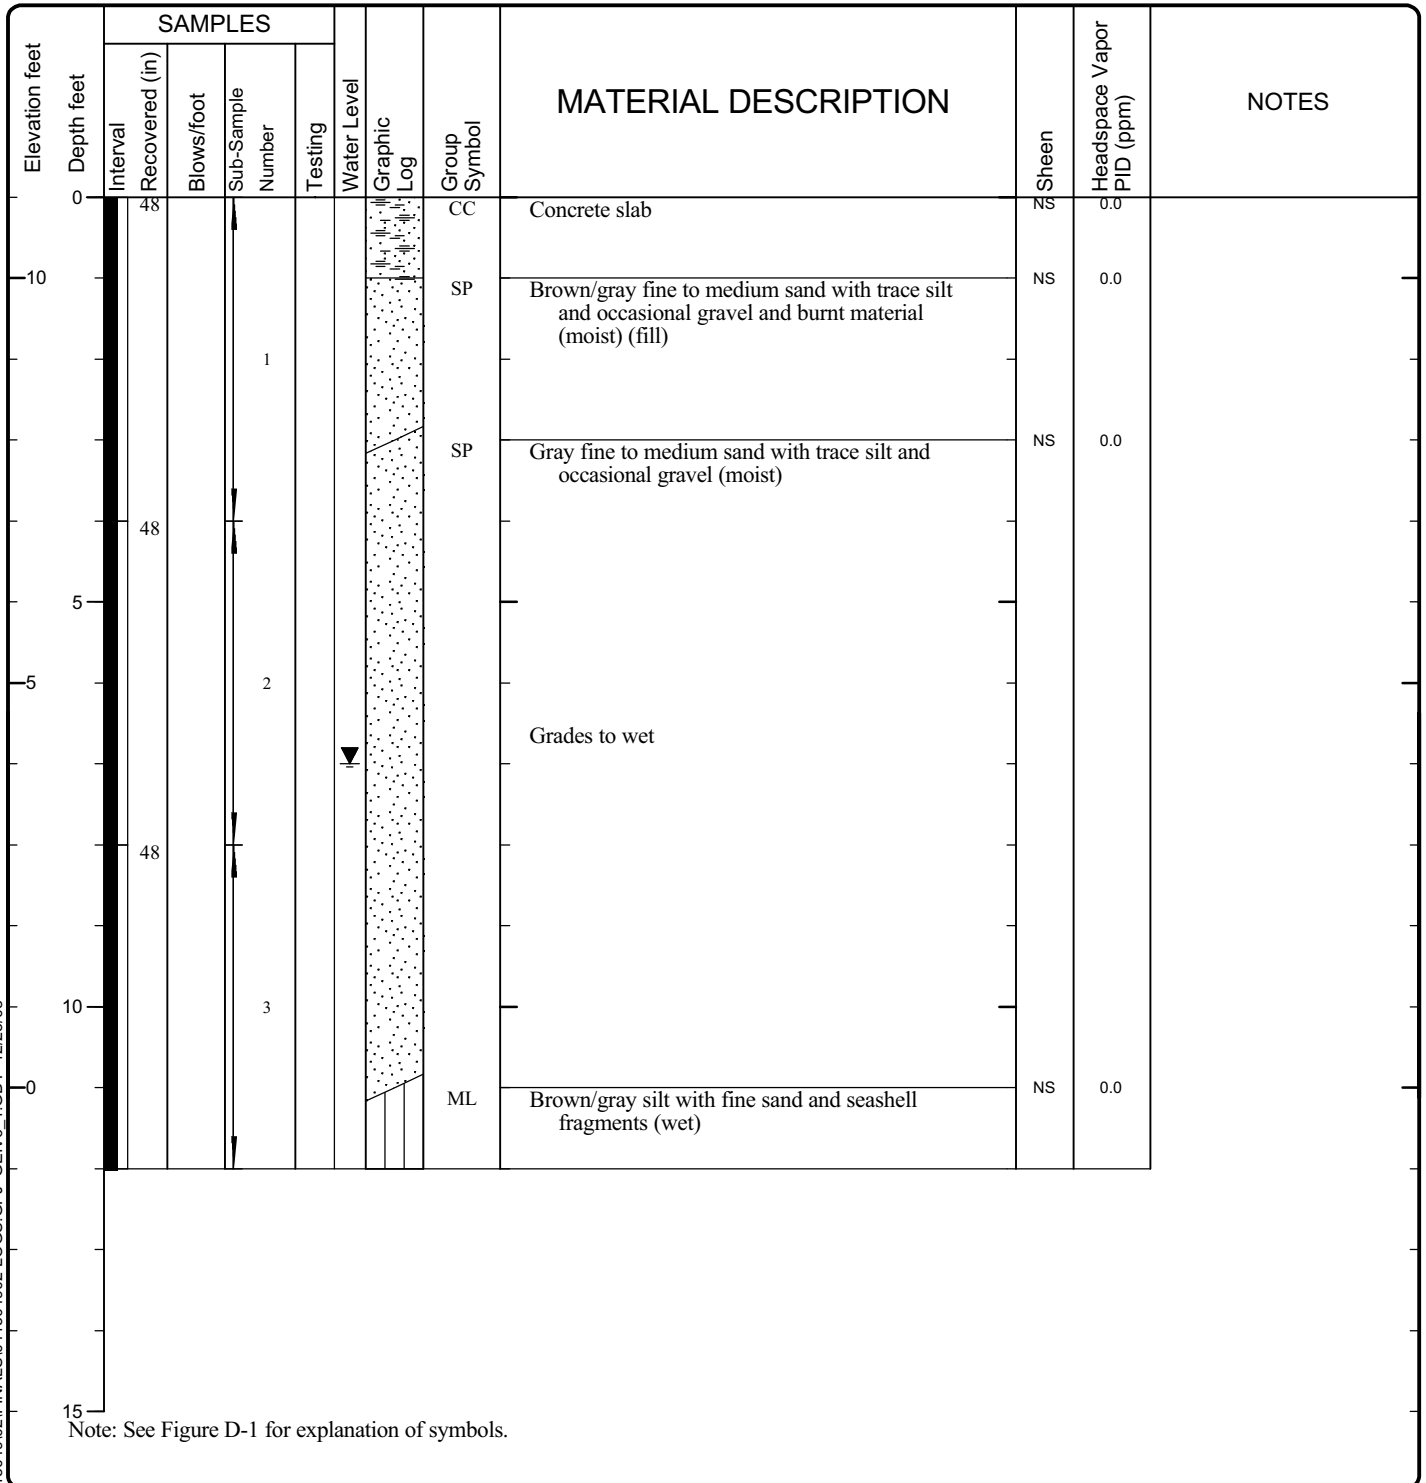 SAMPLES
Elevation feet
Depth feet
Interval
Recovered (in)
Blows/foot
Sub-Sample
Number
Testing
Water Level
Graphic
Log
Group
Symbol
MATERIAL DESCRIPTION
Sheen
Headspace Vapor
PID (ppm)
NOTES
0
48
CC
Concrete slab
NS
0.0
10
SP
Brown/gray fine to medium sand with trace silt
and occasional gravel and burnt material
(moist) (fill)
NS
0.0
1
SP
Gray fine to medium sand with trace silt and
occasional gravel (moist)
NS
0.0
48
5
5
2
Grades to wet
48
10
3
0
ML
Brown/gray silt with fine sand and seashell
fragments (wet)
NS
0.0
15
Note: See Figure D-1 for explanation of symbols.